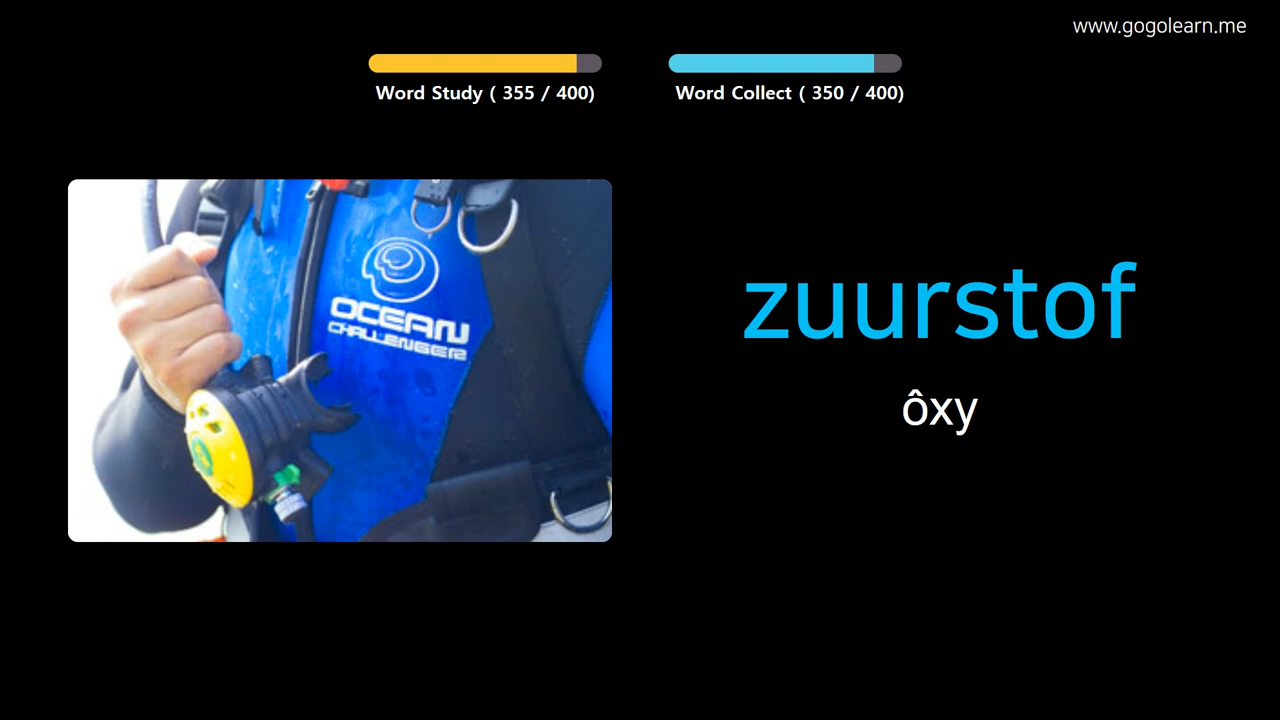 www.gogolearn.me
Word Study ( 355 / 400)
Word Collect ( 350 / 400)
OCEAN
CHALLENGER
zuurstof
ôxy